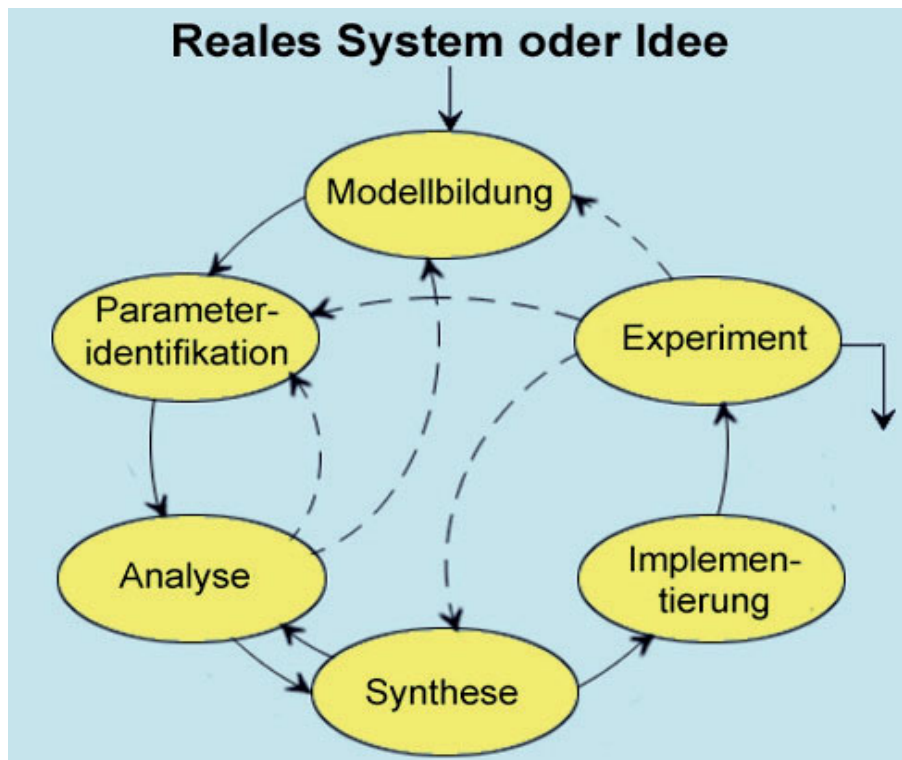 Reales System oder Idee
Modellbildung
Parameter-
identifikation
Experiment
Analyse
Implemen-
tierung
Synthese